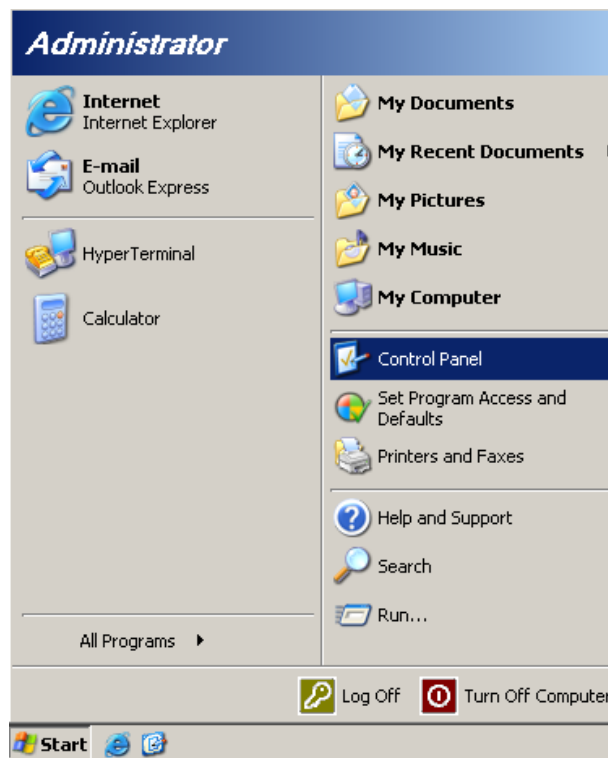 Administrator
Internet
Internet Explorer
E-mail
Outlook Express
HyperTerminal
Calculator
All Programs
My Documents
My Recent Documents
My Pictures
My Music
My Computer
Control Panel
Set Program Access and
Defaults
Printers and Faxes
Help and Support
Search
Run...
Log Off
Turn Off Computer
Start